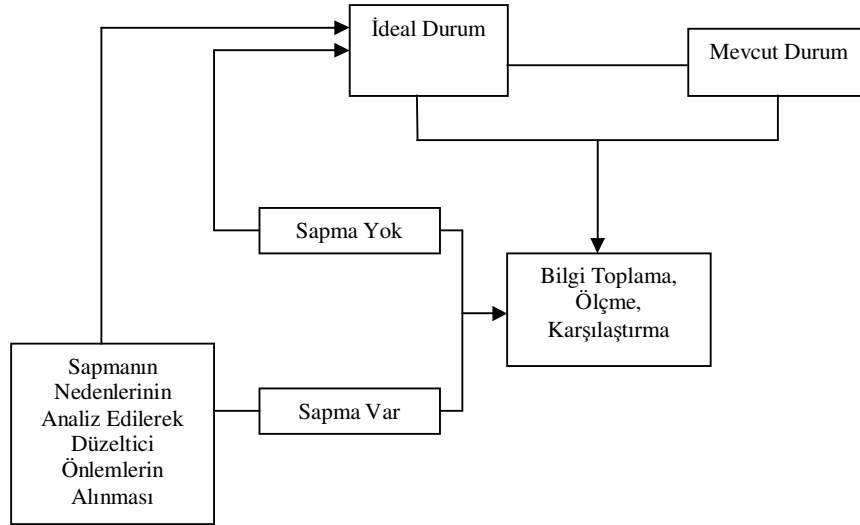 İdeal Durum
Mevcut Durum
Sapma Yok
Bilgi Toplama,
Ölçme,
Karşılaştırma
Sapmanın
Nedenlerinin
Analiz Edilerek
Düzeltici
Önlemlerin
Alınması
Sapma Var